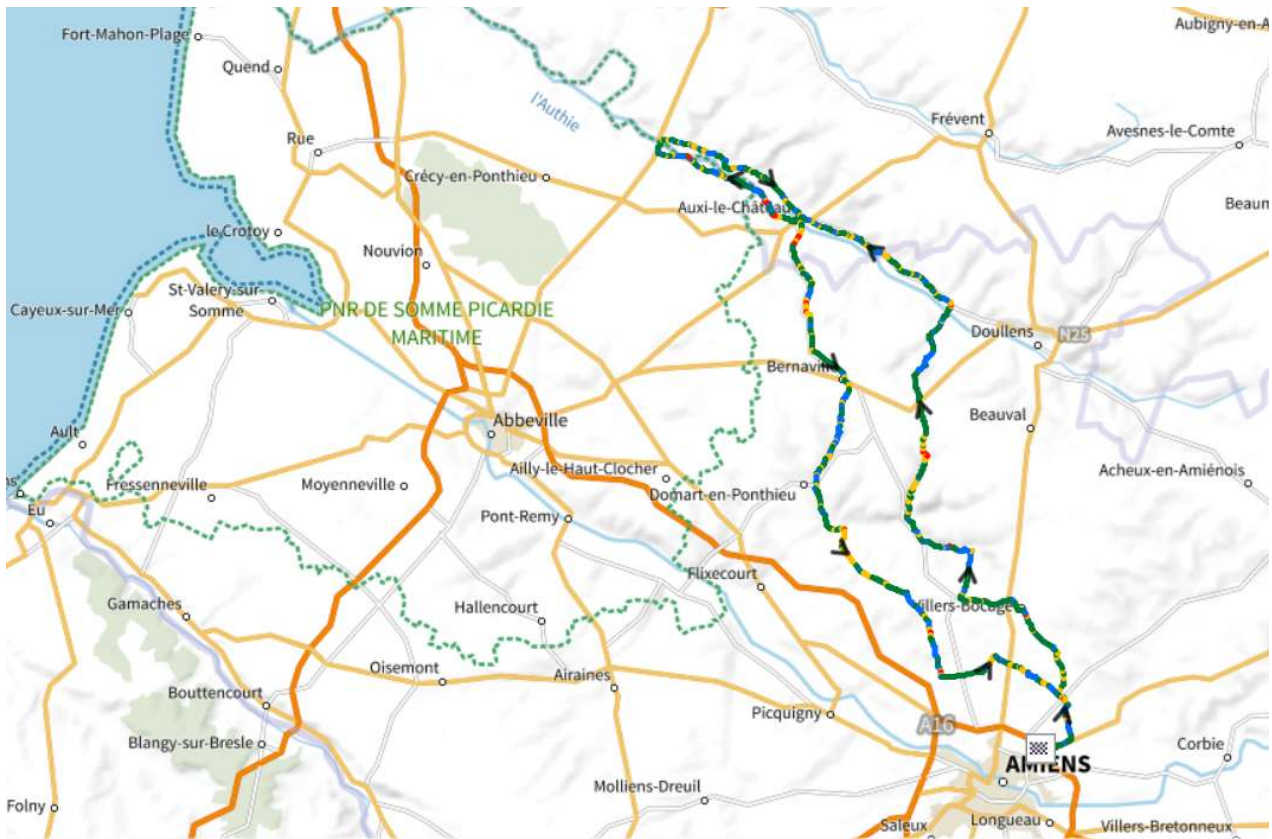 Fort-Mahon-Plage
Aubigny-en-A
Quend
l'Authie
Frévent
Avesnes-le-Comte
Rue
Crécy-en-Ponthieu
Auxi-le-Château
Beaum
le Crotoy
Nouvion
St-Valery-sur-
Somme
Cayeux-sur-Mer
PNR DE SOMME PICARDIE
MARITIME
Doullens
N25
Bernaville
Abbeville
Beauval
Ault
Ailly-le-Haut-Clocher
Acheux-en-Amiénois
Fressenneville
Moyenneville
Domart-en-Ponthieu
Eu
Pont-Remy
Flixecourt
Gamaches
Hallencourt
Villers-Bocage
Oisemont
Airaines
Bouttencourt
Picquigny
A16
Blangy-sur-Bresle
Corbie
AMIENS
Molliens-Dreuil
Folny
Saleux
Longueau
Villers-Bretonneux